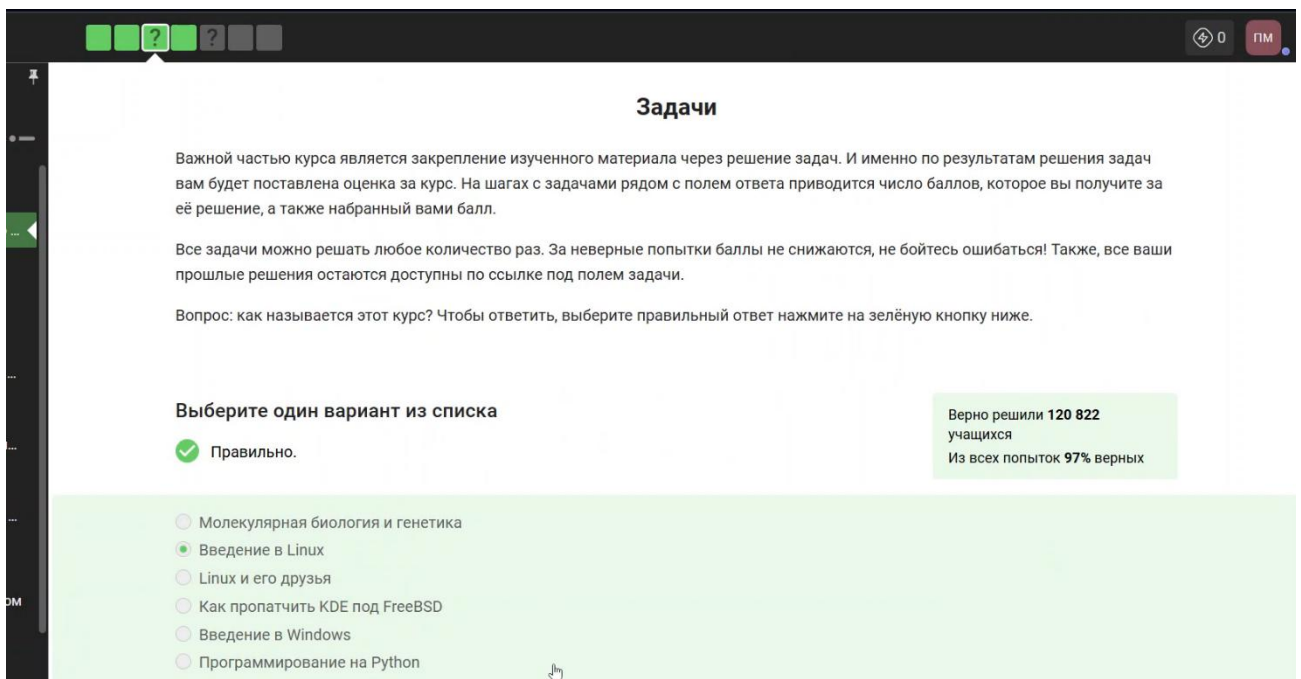 ?
?
0
ПМ
Задачи
Важной частью курса является закрепление изученного материала через решение задач. И именно по результатам решения задач
вам будет поставлена оценка за курс. На шагах с задачами рядом с полем ответа приводится число баллов, которое вы получите за
её решение, а также набранный вами балл.
Все задачи можно решать любое количество раз. За неверные попытки баллы не снижаются, не бойтесь ошибаться! Также, все ваши
прошлые решения остаются доступны по ссылке под полем задачи.
Вопрос: как называется этот курс? Чтобы ответить, выберите правильный ответ нажмите на зелёную кнопку ниже.
Выберите один вариант из списка
Правильно.
Верно решили 120 822
учащихся
Из всех попыток 97% верных
Молекулярная биология и генетика
Введение в Linux
Linux и его друзья
Как пропатчить KDE под FreeBSD
Введение в Windows
Программирование на Python